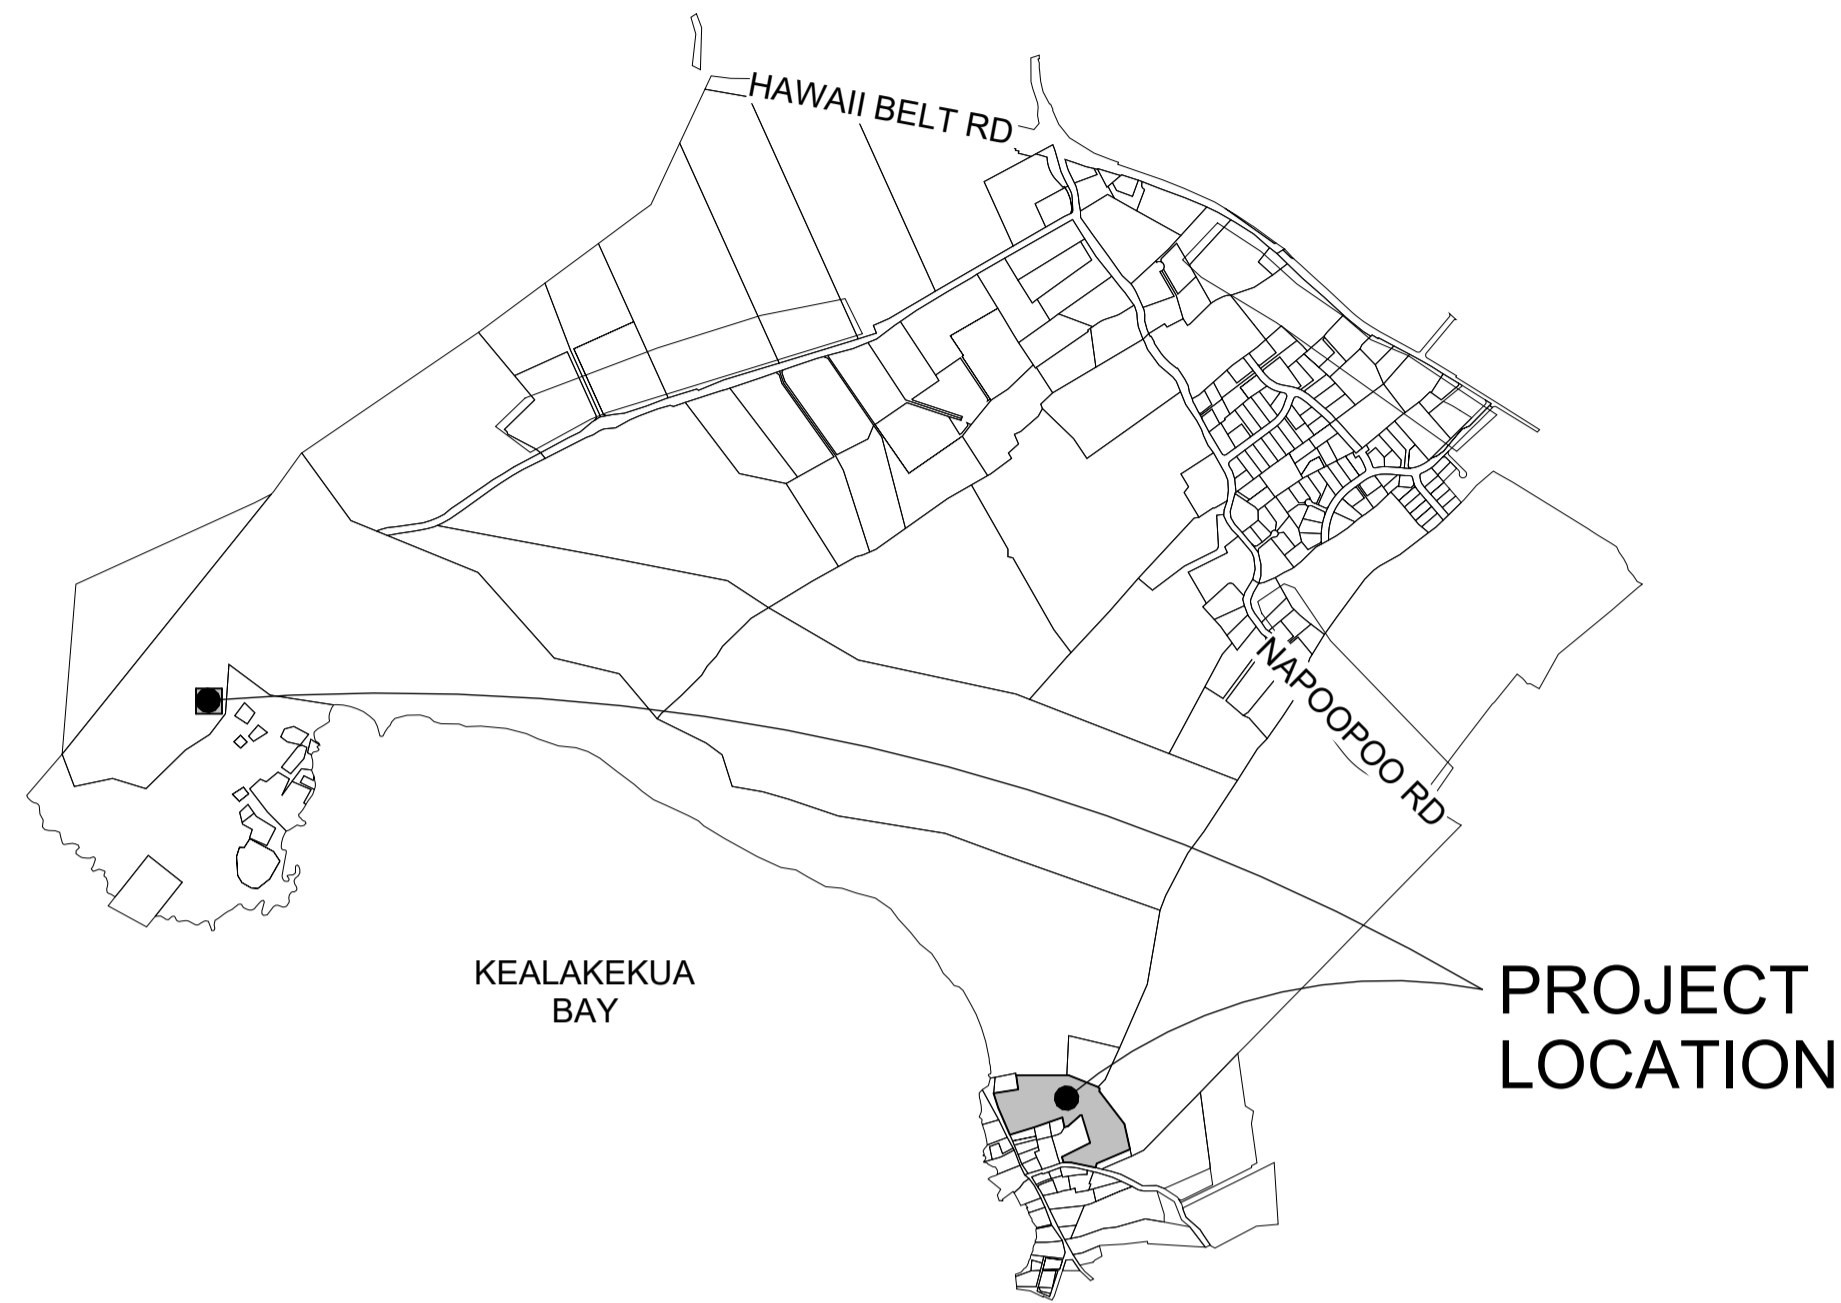 HAWAII BELT RD
NAPOOPOO RD
KEALAKEKUA
BAY
PROJECT
LOCATION